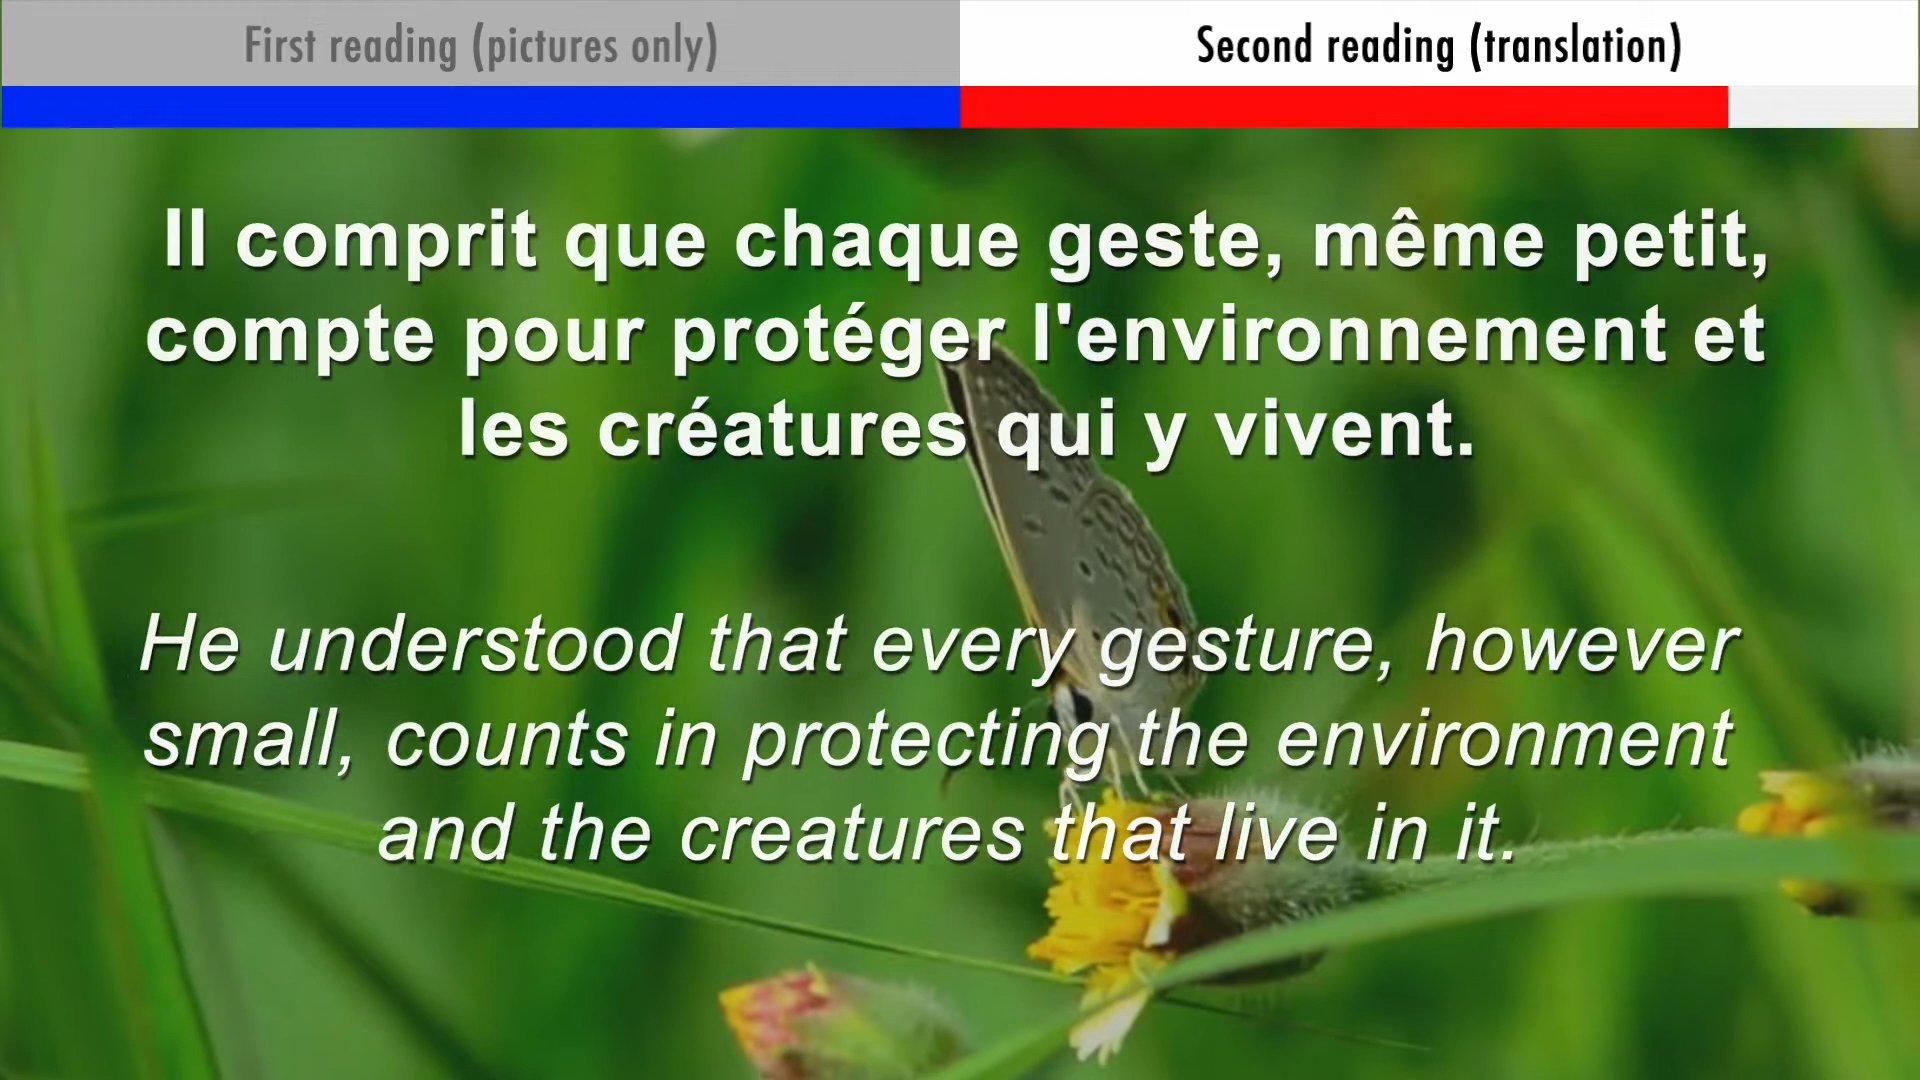 First reading (pictures only)
Second reading (translation)
Il comprit que chaque geste, même petit,
compte pour protéger l'environnement et
les créatures qui y vivent.
He understood that every gesture, however
small, counts in protecting the environment
and the creatures that live in it.